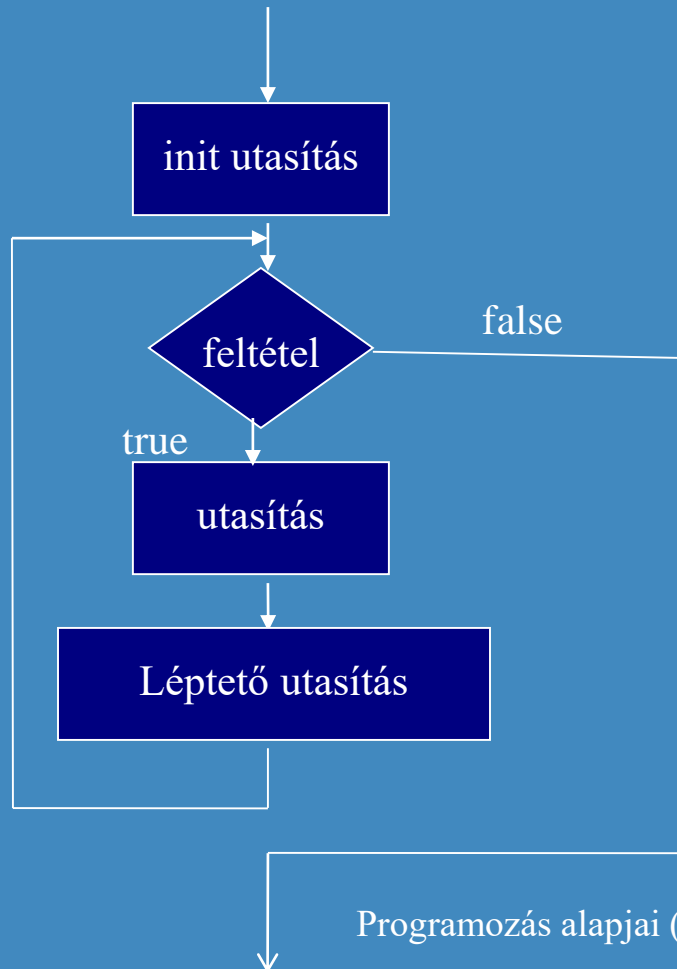 init utasítás
feltétel
false
true
utasítás
Léptető utasítás
Programozás alapjai (